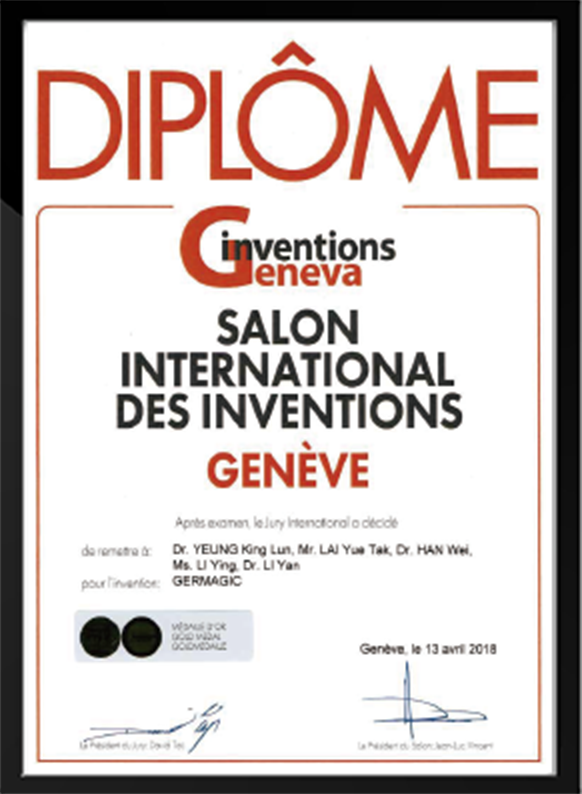 DIPLÔME
inventions
Geneva
SALON
INTERNATIONAL
DES INVENTIONS
GENÈVE
Après examen, le Jury International a décidé
de remettre à: Dr. YEUNG King Lun, Mr. LAI Yue Tak, Dr. HAN Wei,
Ms. LI Ying, Dr. LI Yan
pour l'invention: GERMAGIC
MÉDAILLE D'OR
GOLD MEDAL
GOLDMEDAILLE
Genève, le 13 avril 2018
Le Président du Jury: David Taji
Le Président du Salon: Jean-Luc Vincent